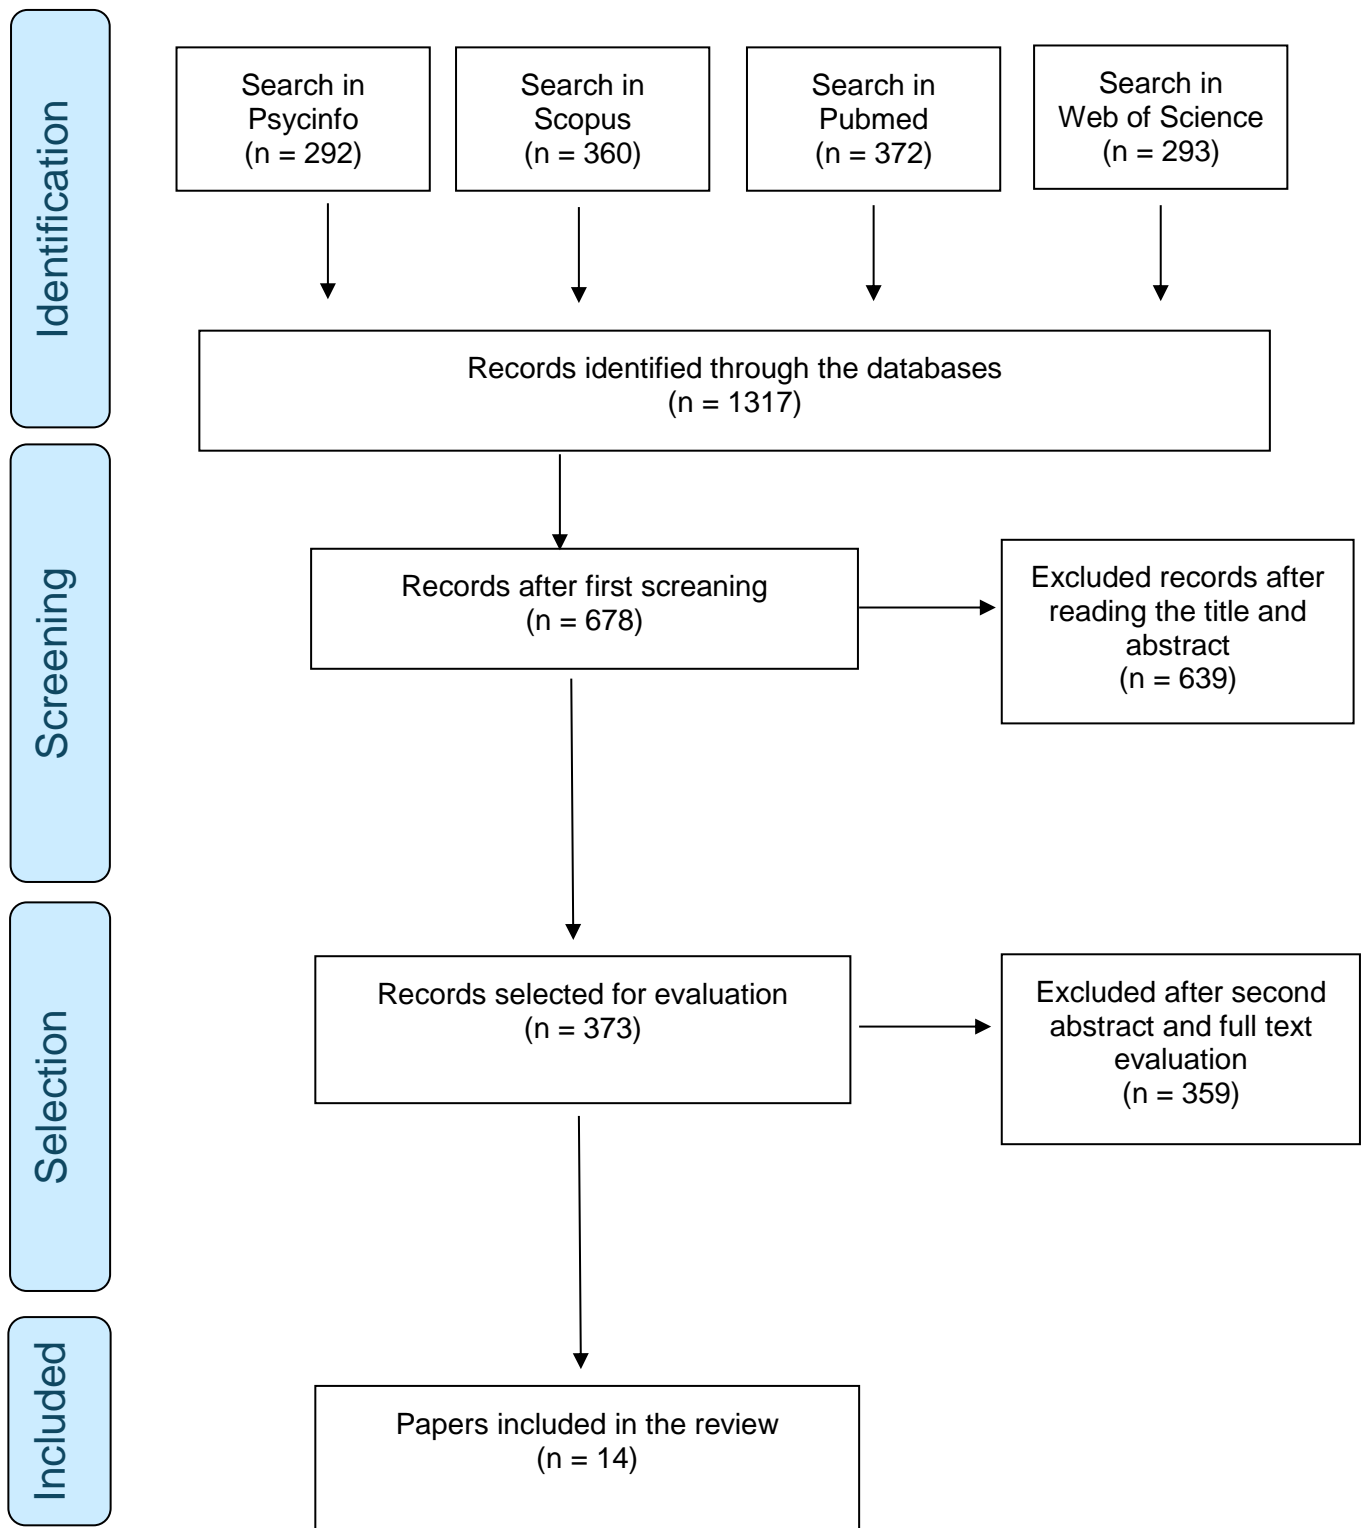 Identification
Search in
Psycinfo
(n = 292)
Search in
Scopus
(n = 360)
Search in
Pubmed
(n = 372)
Search in
Web of Science
(n = 293)
Records identified through the databases
(n = 1317)
Screening
Records after first screaning
(n = 678)
Excluded records after
reading the title and
abstract
(n = 639)
Selection
Records selected for evaluation
(n = 373)
Excluded after second
abstract and full text
evaluation
(n = 359)
Included
Papers included in the review
(n = 14)